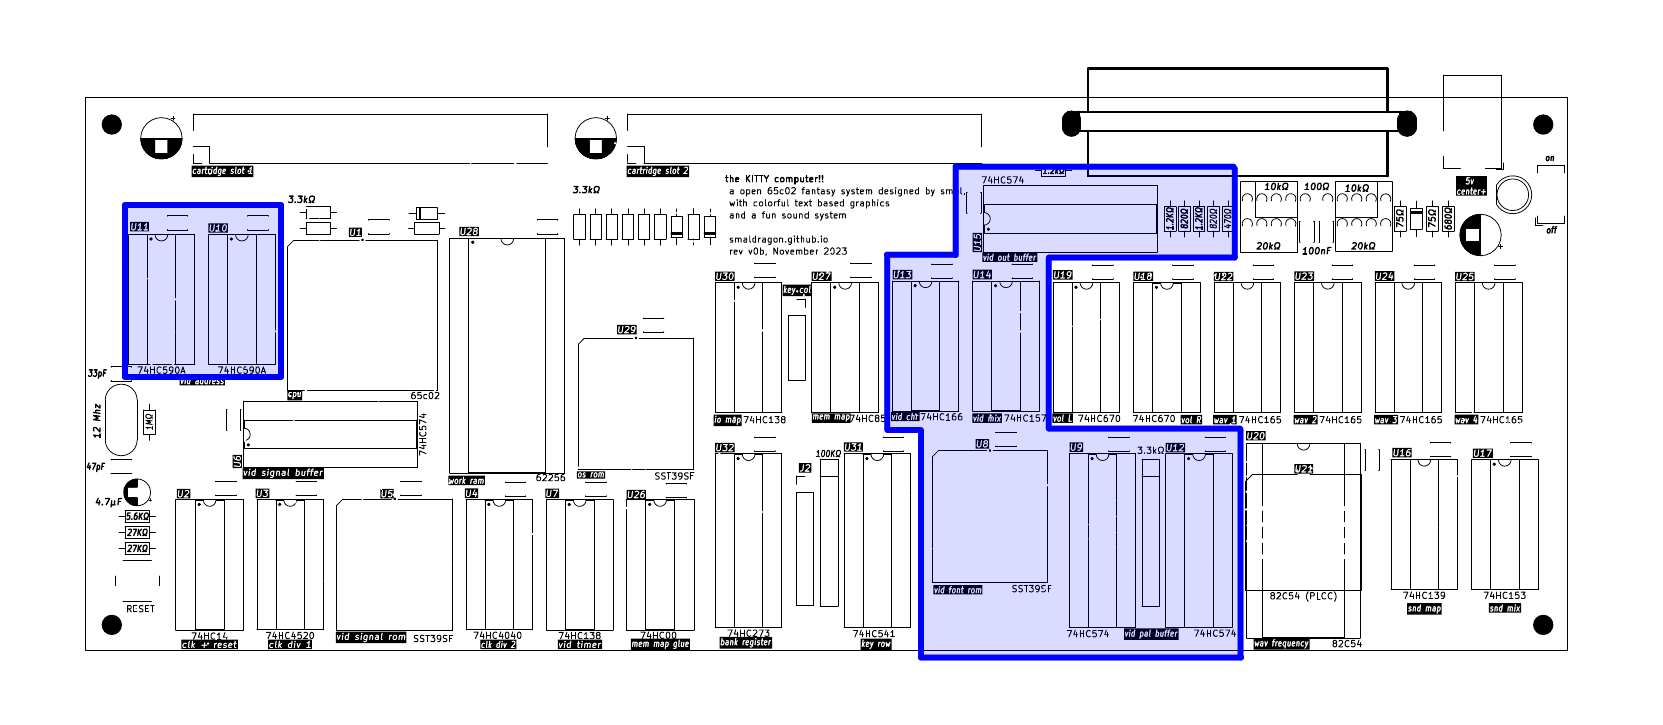 on
off
5v
center+
cartridge slot 1
cartridge slot 2
the KITTY computer!!
a open 65c02 fantasy system designed by smol,
with colorful text based graphics
and a fun sound system
smaldragon.github.io
rev v0b, November 2023
3.3kΩ
3.3kΩ
1.2kΩ
74HC574
U15
vid out buffer
1.2KΩ
820Ω
1.2KΩ
820Ω
470Ω
10kΩ
100Ω
10kΩ
20kΩ
100nF
20kΩ
75Ω
75Ω
680Ω
U11
U10
74HC590A
74HC590A
vid address
U1
cpu
65c02
U28
work ram
62256
U29
os rom
SST39SF
U30
io map
74HC138
key col
U27
mem map
74HC85
U13
vid chr
74HC166
U14
vid mix
74HC157
U19
vol L
74HC670
U18
74HC670
vol R
U22
wav 1
74HC165
U23
wav 2
74HC165
U24
wav 3
74HC165
U25
wav 4
74HC165
33pF
12 Mhz
1MΩ
47pF
4.7µF
5.6KΩ
27KΩ
27KΩ
RESET
U6
vid signal buffer
74HC574
U2
74HC14
clk + reset
U3
74HC4520
clk div 1
U5
vid signal rom
SST39SF
U4
74HC4040
clk div 2
U7
74HC138
vid timer
U26
74HC00
mem map glue
U32
74HC273
bank register
J2
100KΩ
U31
74HC541
key row
U8
vid font rom
SST39SF
U9
3.3kΩ
U12
74HC574
vid pal buffer
74HC574
U20
U21
82C54 (PLCC)
wav frequency
82C54
U16
74HC139
snd map
U17
74HC153
snd mix